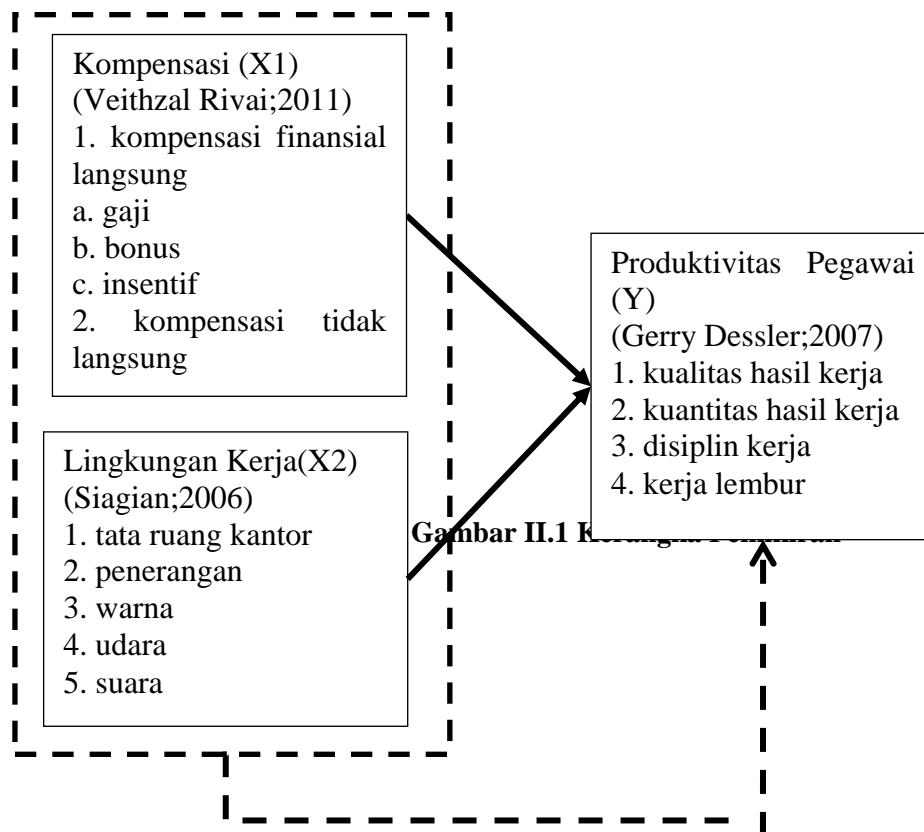 Kompensasi (X1)
(Veithzal Rivai;2011)
1. kompensasi finansial
langsung
a. gaji
b. bonus
c. insentif
2. kompensasi tidak
langsung
Lingkungan Kerja(X2)
(Siagian;2006)
1. tata ruang kantor
2. penerangan
3. warna
4. udara
5. suara
Produktivitas Pegawai
(Y)
(Gerry Dessler;2007)
1. kualitas hasil kerja
2. kuantitas hasil kerja
3. disiplin kerja
4. kerja lembur
Gambar II.1